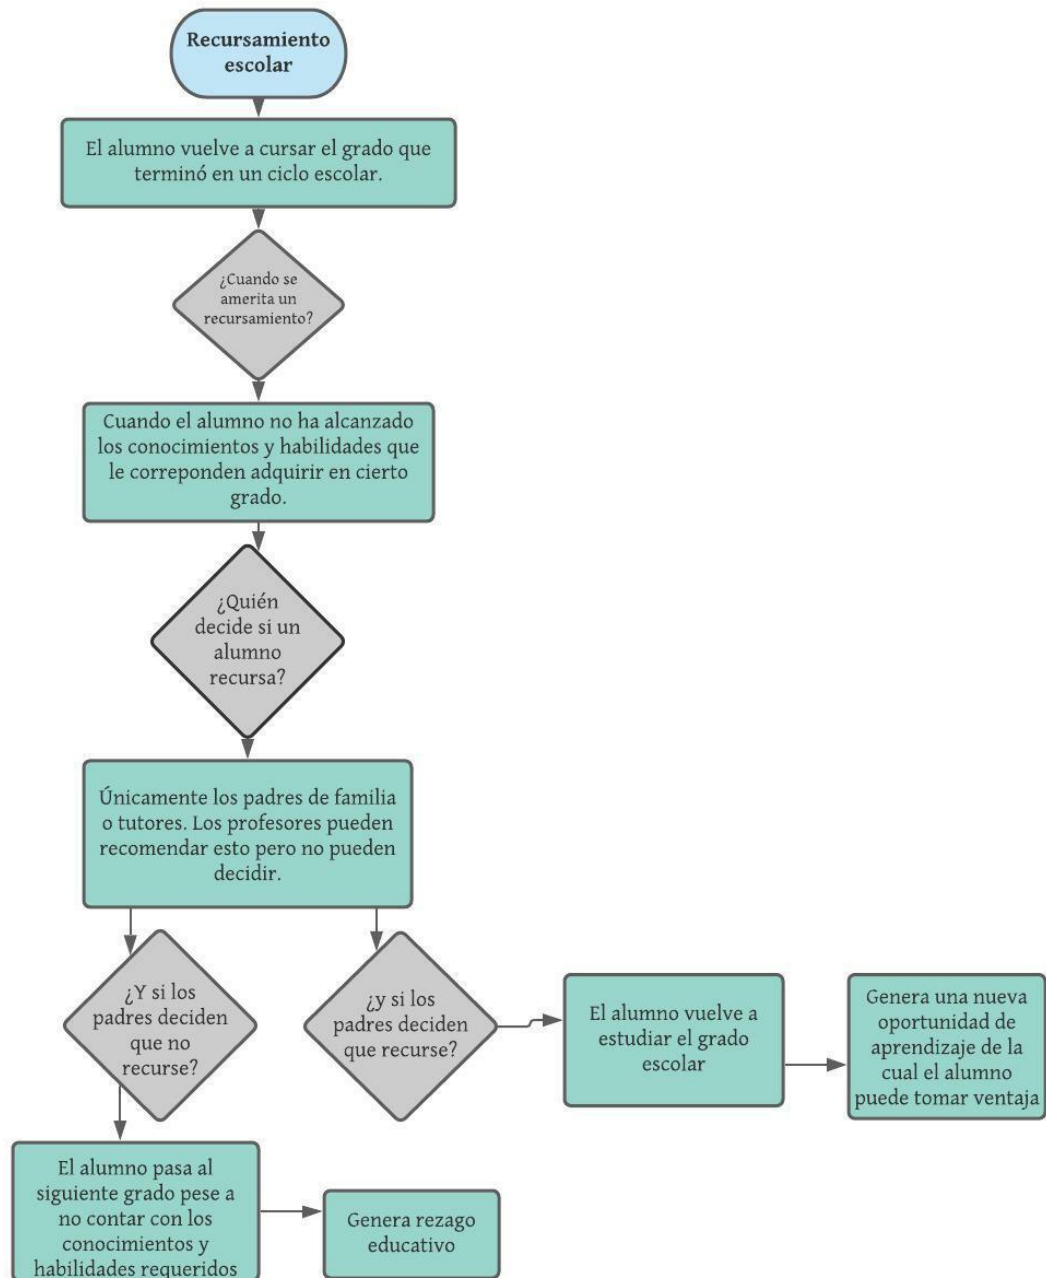 Recursamiento
escolar
El alumno vuelve a cursar el grado que
terminó en un ciclo escolar.
¿Cuando se
amerita un
recursamiento?
Cuando el alumno no ha alcanzado
los conocimientos y habilidades que
le correponden adquirir en cierto
grado.
¿Quién
decide si un
alumno
recursa?
Únicamente los padres de familia
o tutores. Los profesores pueden
recomendar esto pero no pueden
decidir.
¿Y si los
padres deciden
que no
recurse?
¿y si los
padres deciden
que recurse?
El alumno vuelve a
estudiar el grado
escolar
Genera una nueva
oportunidad de
aprendizaje de la
cual el alumno
puede tomar ventaja
El alumno pasa al
siguiente grado pese a
no contar con los
conocimientos y
habilidades requeridos
Genera rezago
educativo